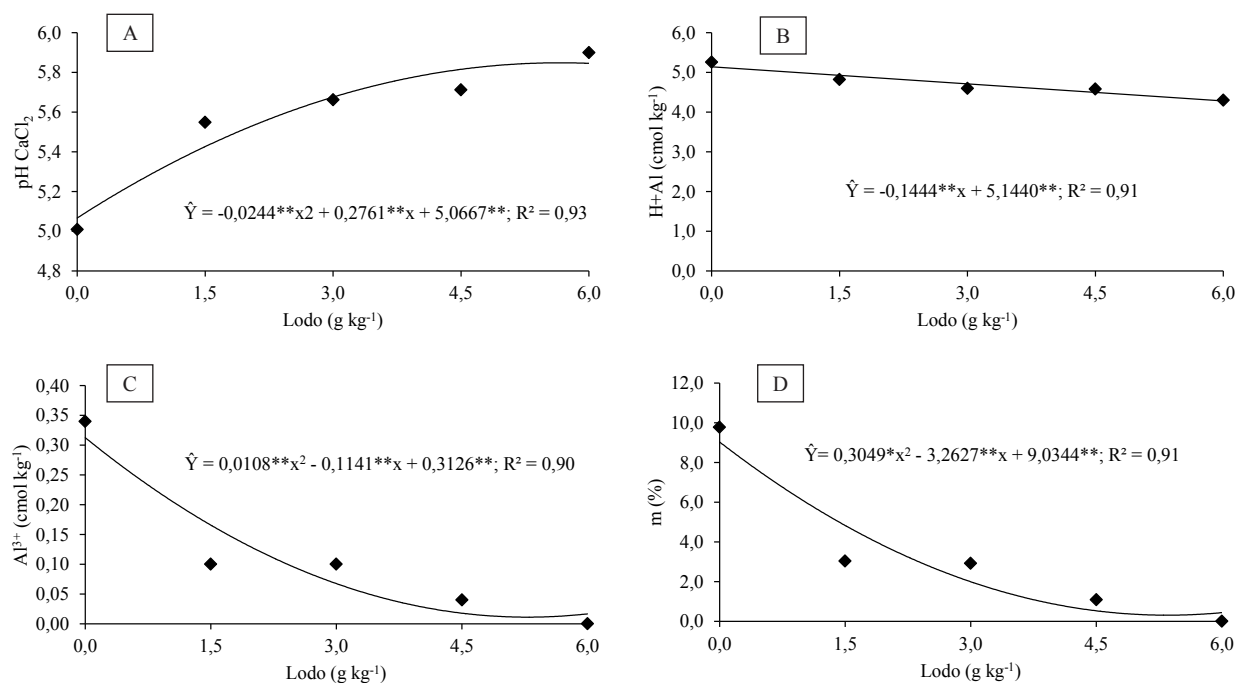 A
pH CaCl₂
6,0
5,8
5,6
5,4
5,2
5,0
4,8
Ŷ = -0,0244**x2 + 0,2761**x + 5,0667**; R² = 0,93
0,0 1,5 3,0 4,5 6,0
Lodo (g kg⁻¹)
B
H+Al (cmol kg⁻¹)
6,0
5,0
4,0
3,0
2,0
1,0
0,0
Ŷ = -0,1444**x + 5,1440**; R² = 0,91
0,0 1,5 3,0 4,5 6,0
Lodo (g kg⁻¹)
C
Al³⁺ (cmol kg⁻¹)
0,40
0,35
0,30
0,25
0,20
0,15
0,10
0,05
0,00
Ŷ = 0,0108**x² - 0,1141**x + 0,3126**; R² = 0,90
0,0 1,5 3,0 4,5 6,0
Lodo (g kg⁻¹)
D
m (%)
12,0
10,0
8,0
6,0
4,0
2,0
0,0
Ŷ= 0,3049*x² - 3,2627**x + 9,0344**; R² = 0,91
0,0 1,5 3,0 4,5 6,0
Lodo (g kg⁻¹)